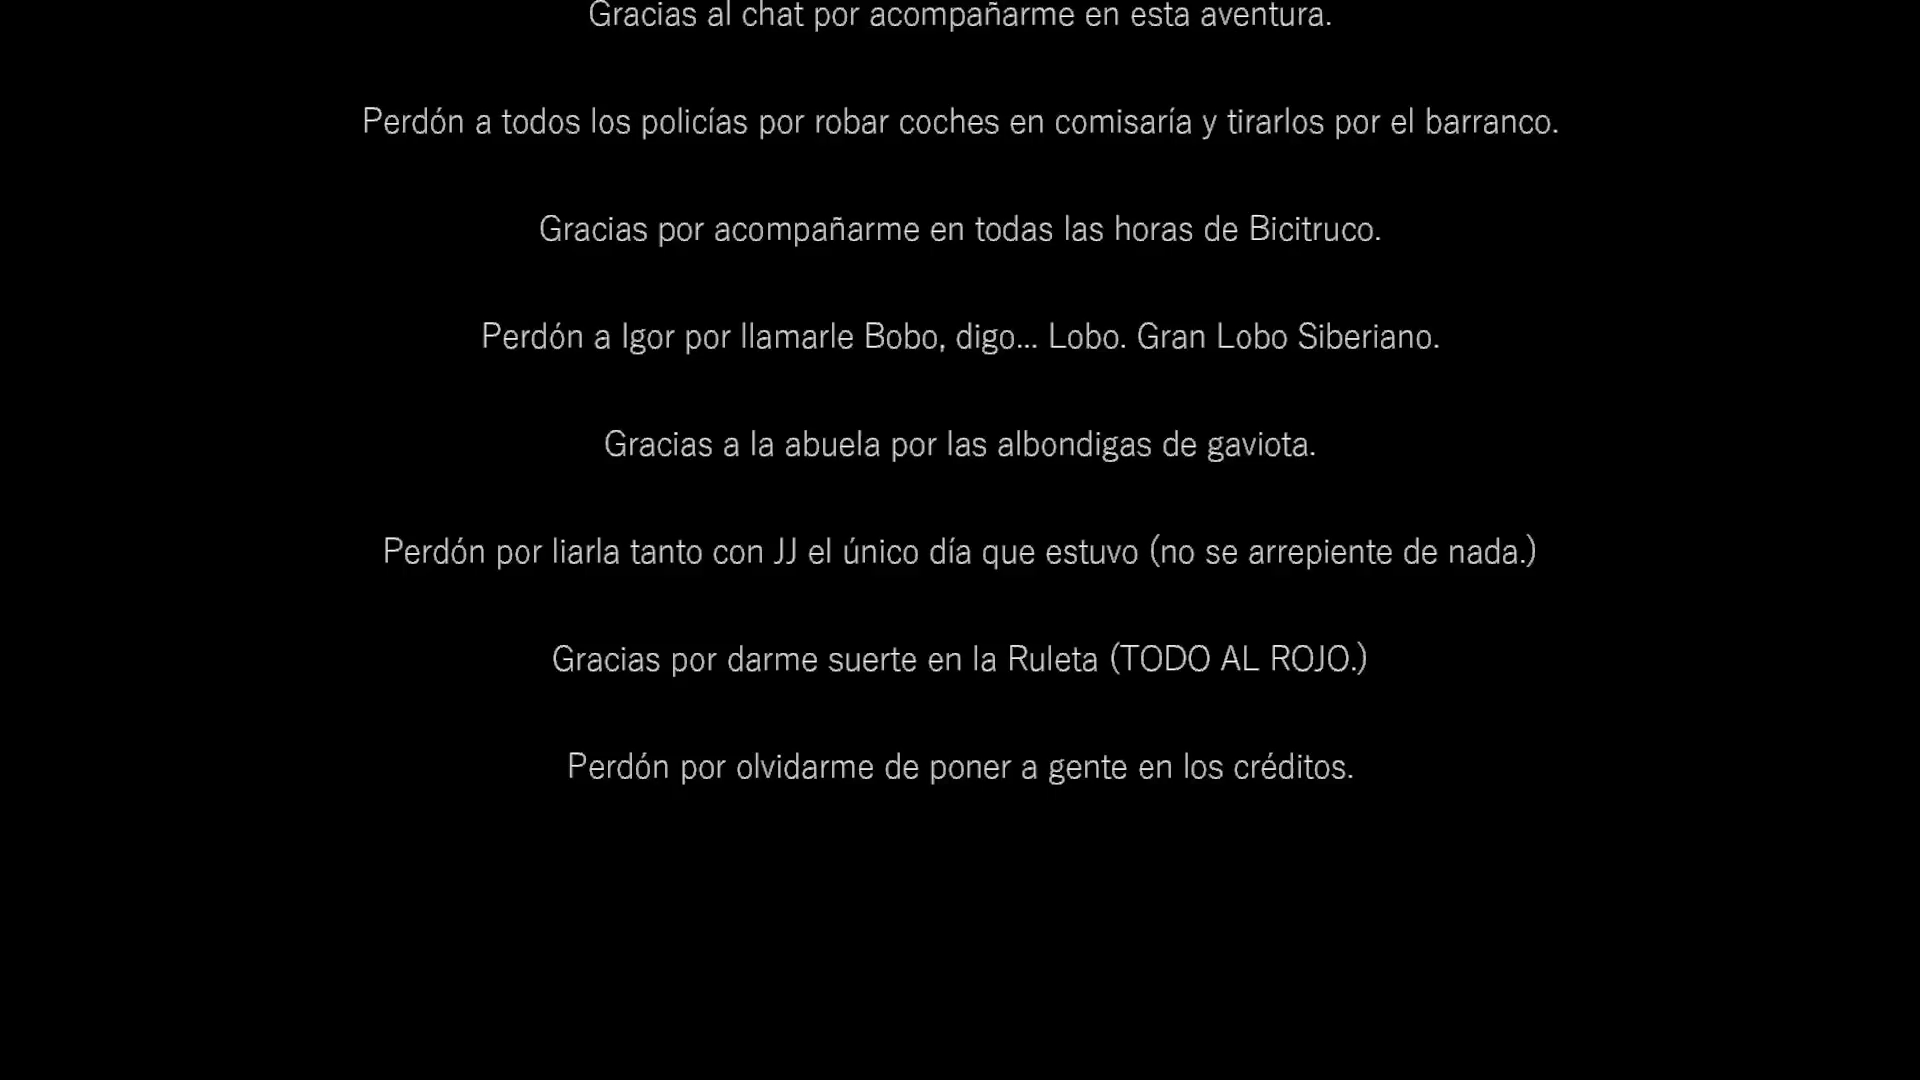 Gracias al chat por acompañarme en esta aventura.
Perdón a todos los policías por robar coches en comisaría y tirarlos por el barranco.
Gracias por acompañarme en todas las horas de Bicitruco.
Perdón a Igor por llamarle Bobo, digo... Lobo. Gran Lobo Siberiano.
Gracias a la abuela por las albondigas de gaviota.
Perdón por liarla tanto con JJ el único día que estuvo (no se arrepiente de nada.)
Gracias por darme suerte en la Ruleta (TODO AL ROJO.)
Perdón por olvidarme de poner a gente en los créditos.